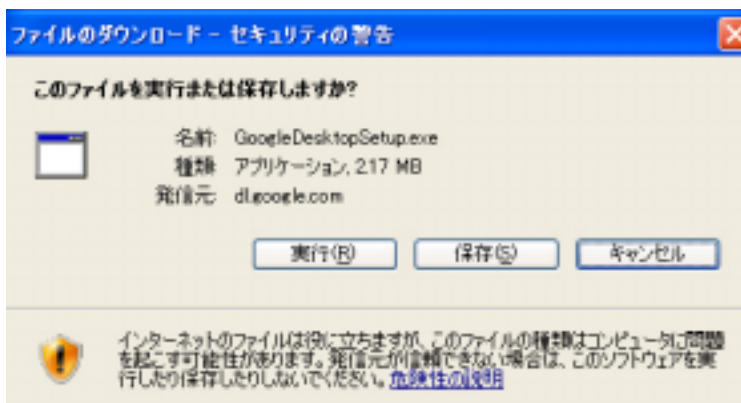 ファイルのダウンロード - セキュリティの警告
このファイルを実行または保存しますか?
名前: GoogleDesktopSetup.exe
種類: アプリケーション, 2.17 MB
発信元: dl.google.com
実行(R) 保存(S) キャンセル
インターネットのファイルは役に立ちますが、このファイルの種類はコンピュータに問題
を起こす可能性があります。発信元が信頼できない場合は、このソフトウェアを実
行したり保存したりしないでください。危険性の説明